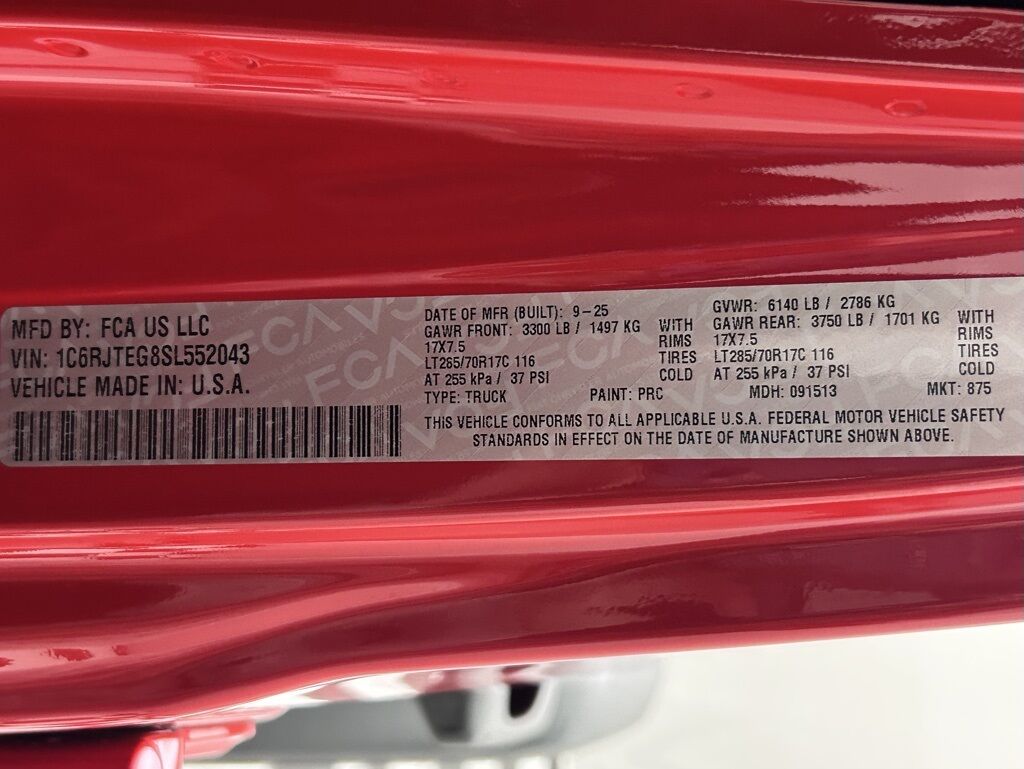 MFD BY: FCA US LLC
VIN: 1C6RJTEG8SL552043
VEHICLE MADE IN: U.S.A.
DATE OF MFR (BUILT): 9-25
GAWR FRONT: 3300 LB / 1497 KG WITH
17X7.5 RIMS
LT285/70R17C 116 TIRES
AT 255 kPa / 37 PSI COLD
TYPE: TRUCK PAINT: PRC
GVWR: 6140 LB / 2786 KG
GAWR REAR: 3750 LB / 1701 KG WITH
17X7.5 RIMS
LT285/70R17C 116 TIRES
AT 255 kPa / 37 PSI COLD
MDH: 091513 MKT: 875
THIS VEHICLE CONFORMS TO ALL APPLICABLE U.S.A. FEDERAL MOTOR VEHICLE SAFETY
STANDARDS IN EFFECT ON THE DATE OF MANUFACTURE SHOWN ABOVE.